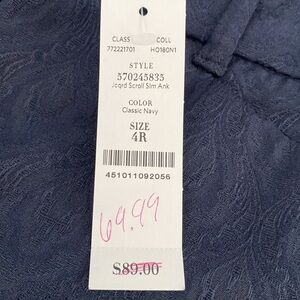 CLASS COLL
772221701 HO180N1
STYLE
570245835
Jcqrd Scroll Slm Ank
COLOR
Classic Navy
SIZE
4R
451011092056
69.99
$89.00